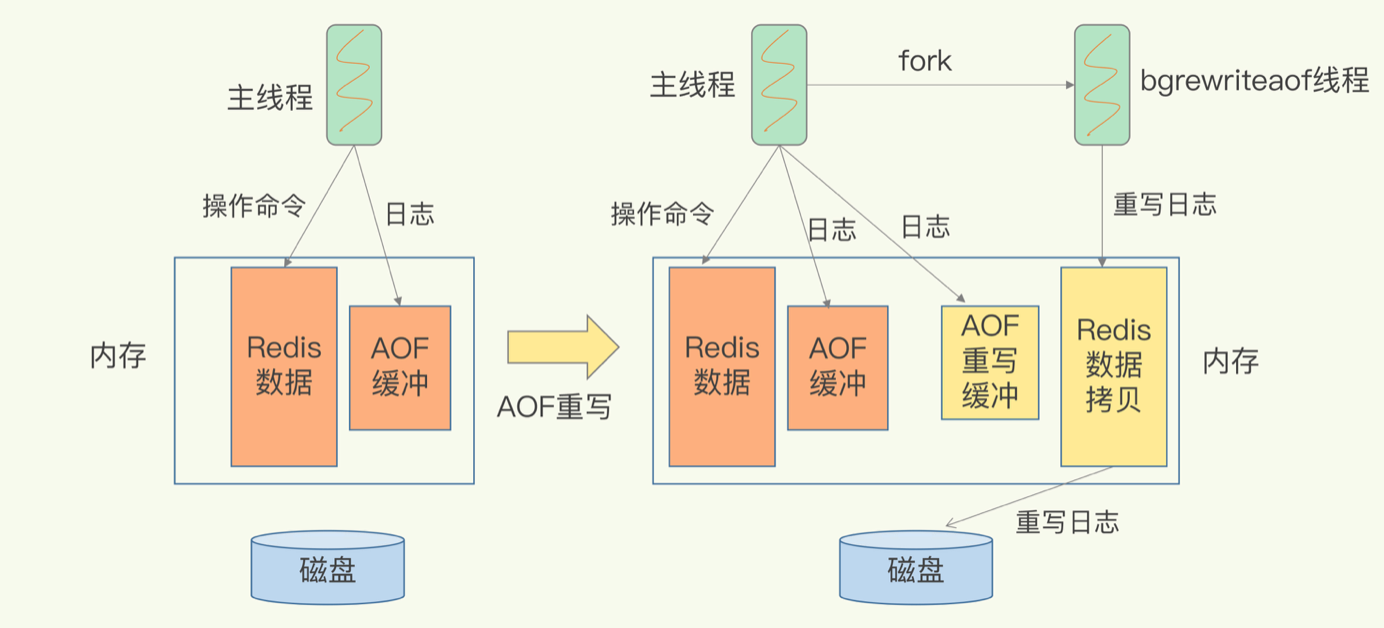 主线程
操作命令
日志
内存
Redis
数据
AOF
缓冲
磁盘
AOF重写
主线程
fork
bgrewriteaof线程
操作命令
日志
日志
重写日志
Redis
数据
AOF
缓冲
AOF
重写
缓冲
Redis
数据
拷贝
内存
重写日志
磁盘